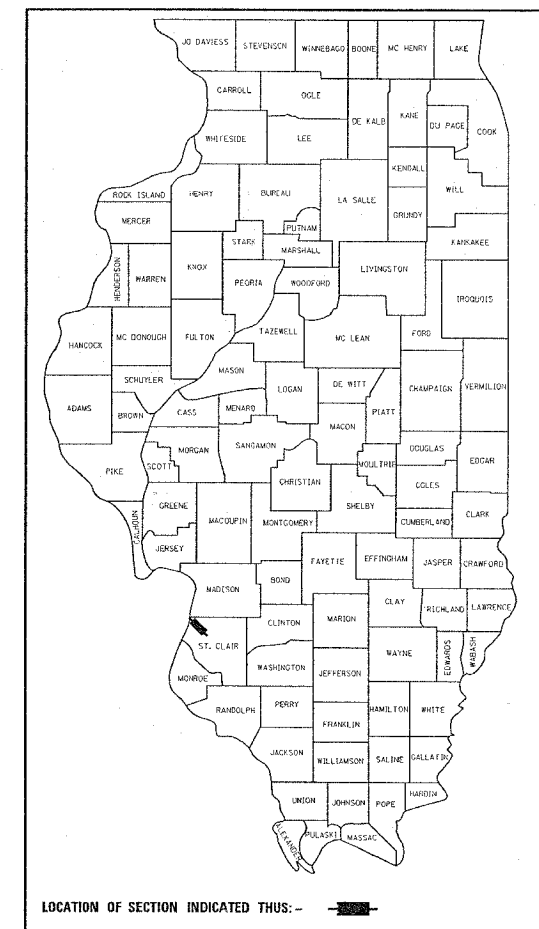 JO DAVIESS STEVENSON WINNEBAGO BOONE MC HENRY LAKE
CARROLL OGLE
DE KALB KANE
DU PAGE COOK
WHITESIDE LEE
KENDALL WILL
ROCK ISLAND HENRY BUREAU LA SALLE GRUNDY
MERCER
PUTNAM
STARK MARSHALL KANKAKEE
HENDERSON WARREN KNOX LIVINGSTON
PEORIA WOODFORD IROQUOIS
HANCOCK MC DONOUGH FULTON TAZEWELL MC LEAN FORD
MASON
SCHUYLER DE WITT
ADAMS BROWN CASS MENARD LOGAN PIATT CHAMPAIGN VERMILION
MACON
PIKE SCOTT MORGAN SANGAMON DOUGLAS EDGAR
MOULTRIE
CHRISTIAN COLES
CALHOUN GREENE MACOUPIN MONTGOMERY SHELBY CUMBERLAND CLARK
JERSEY
FAYETTE EFFINGHAM JASPER CRAWFORD
MADISON BOND
CLAY RICHLAND LAWRENCE
CLINTON MARION
ST. CLAIR WAYNE EDWARDS WABASH
WASHINGTON JEFFERSON
MONROE
RANDOLPH PERRY HAMILTON WHITE
FRANKLIN
JACKSON WILLIAMSON SALINE GALLATIN
HARDIN
UNION JOHNSON POPE
ALEXANDER PULASKI MASSAC
LOCATION OF SECTION INDICATED THUS: -